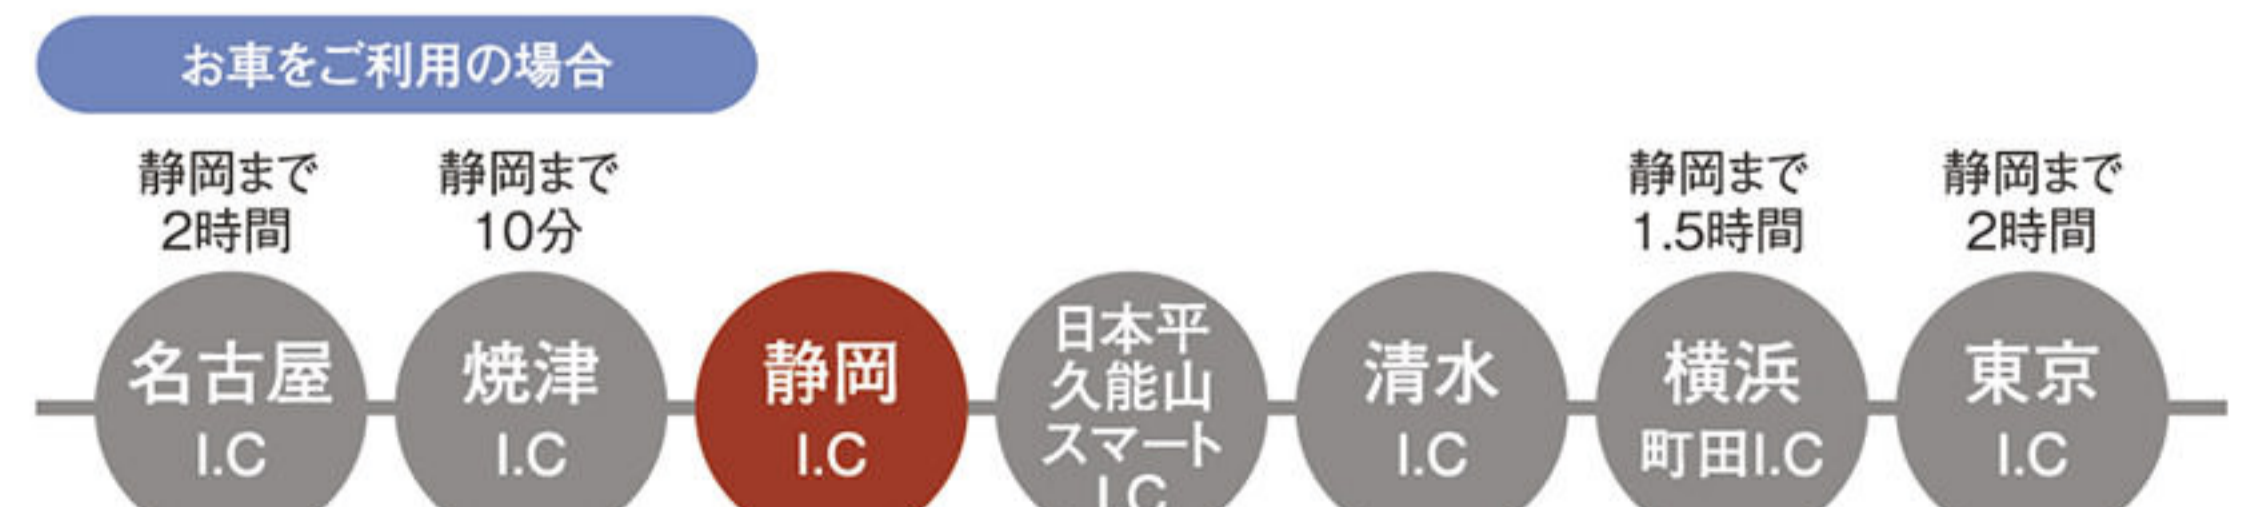 お車をご利用の場合
静岡まで
2時間
静岡まで
10分
静岡まで
1.5時間
静岡まで
2時間
名古屋
I.C
焼津
I.C
静岡
I.C
日本平
久能山
スマート
I.C
清水
I.C
横浜
町田I.C
東京
I.C